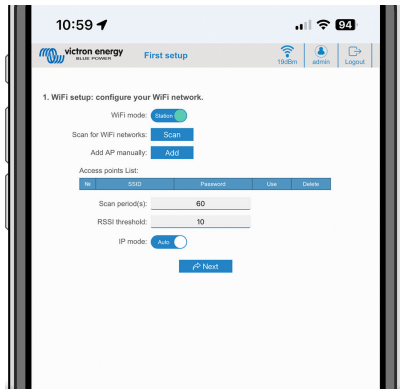 10:59
94
victron energy
BLUE POWER
First setup
19dBm
admin
Logout
1. WiFi setup: configure your WiFi network.
WiFi mode: Station
Scan for WiFi networks: Scan
Add AP manually: Add
Access points List:
Nr SSID Password Use Delete
Scan period(s): 60
RSSI threshold: 10
IP mode: Auto
Next